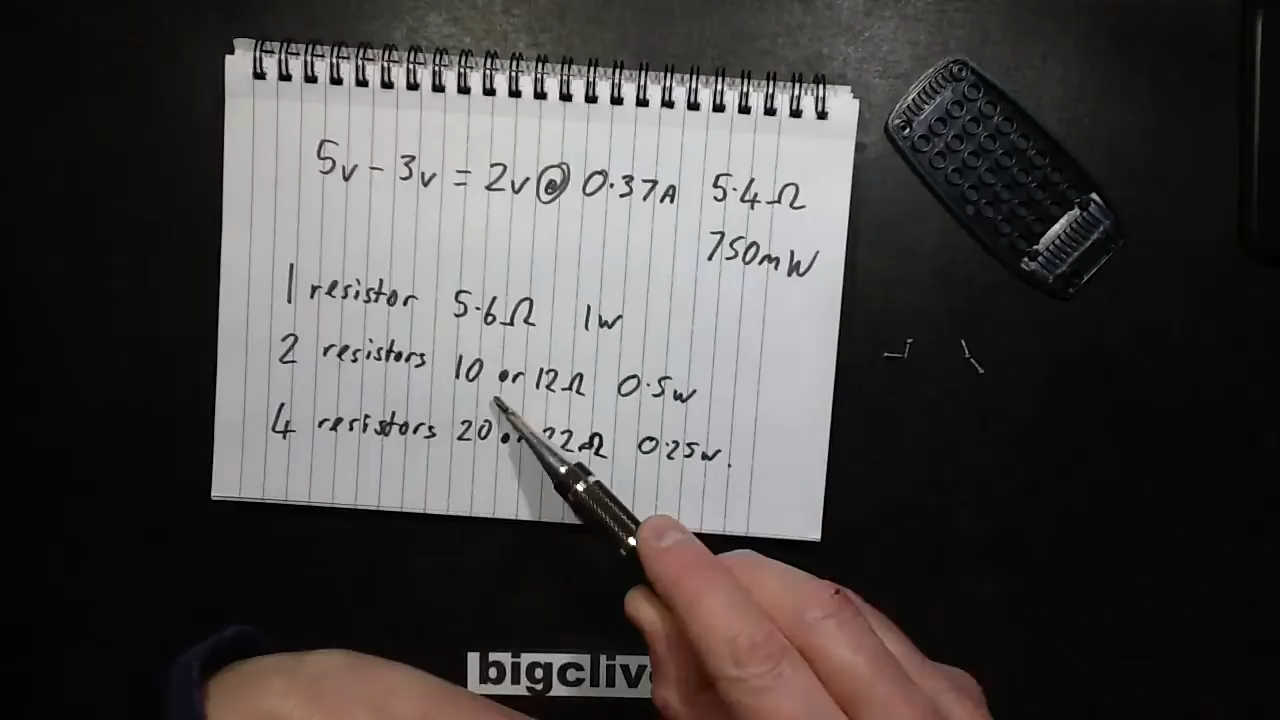 5v - 3v = 2v @ 0.37A 5.4Ω
750mW
1 resistor 5.6Ω 1w
2 resistors 10 or 12Ω 0.5w
4 resistors 20 or 22Ω 0.25w.